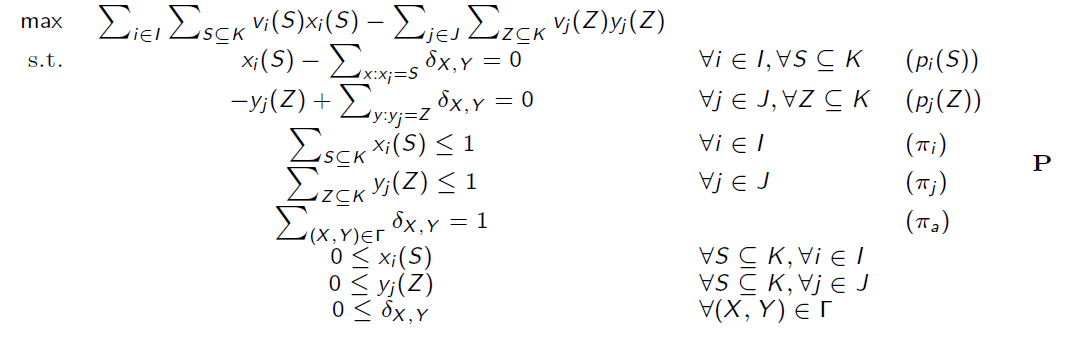 max ∑_{i∈I} ∑_{S⊆K} v_i(S)x_i(S) − ∑_{j∈J} ∑_{Z⊆K} v_j(Z)y_j(Z)
s.t. x_i(S) − ∑_{x:x_i=S} δ_{X,Y} = 0 ∀i ∈ I, ∀S ⊆ K (p_i(S))
−y_j(Z) + ∑_{y:y_j=Z} δ_{X,Y} = 0 ∀j ∈ J, ∀Z ⊆ K (p_j(Z))
∑_{S⊆K} x_i(S) ≤ 1 ∀i ∈ I (π_i)
∑_{Z⊆K} y_j(Z) ≤ 1 ∀j ∈ J (π_j) P
∑_{(X,Y)∈Γ} δ_{X,Y} = 1 (π_a)
0 ≤ x_i(S) ∀S ⊆ K, ∀i ∈ I
0 ≤ y_j(Z) ∀S ⊆ K, ∀j ∈ J
0 ≤ δ_{X,Y} ∀(X, Y) ∈ Γ